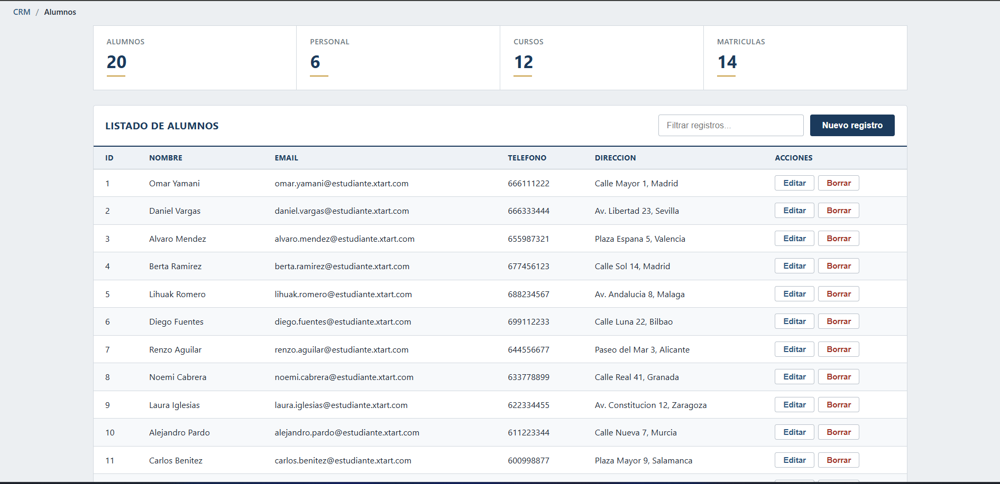 CRM / Alumnos
ALUMNOS PERSONAL CURSOS MATRICULAS
20 6 12 14
LISTADO DE ALUMNOS Filtrar registros... Nuevo registro
ID NOMBRE EMAIL TELEFONO DIRECCION ACCIONES
1 Omar Yamani omar.yamani@estudiante.xtart.com 666111222 Calle Mayor 1, Madrid Editar Borrar
2 Daniel Vargas daniel.vargas@estudiante.xtart.com 666333444 Av. Libertad 23, Sevilla Editar Borrar
3 Alvaro Mendez alvaro.mendez@estudiante.xtart.com 655987321 Plaza Espana 5, Valencia Editar Borrar
4 Berta Ramirez berta.ramirez@estudiante.xtart.com 677456123 Calle Sol 14, Madrid Editar Borrar
5 Lihuak Romero lihuak.romero@estudiante.xtart.com 688234567 Av. Andalucia 8, Malaga Editar Borrar
6 Diego Fuentes diego.fuentes@estudiante.xtart.com 699112233 Calle Luna 22, Bilbao Editar Borrar
7 Renzo Aguilar renzo.aguilar@estudiante.xtart.com 644556677 Paseo del Mar 3, Alicante Editar Borrar
8 Noemi Cabrera noemi.cabrera@estudiante.xtart.com 633778899 Calle Real 41, Granada Editar Borrar
9 Laura Iglesias laura.iglesias@estudiante.xtart.com 622334455 Av. Constitucion 12, Zaragoza Editar Borrar
10 Alejandro Pardo alejandro.pardo@estudiante.xtart.com 611223344 Calle Nueva 7, Murcia Editar Borrar
11 Carlos Benitez carlos.benitez@estudiante.xtart.com 600998877 Plaza Mayor 9, Salamanca Editar Borrar